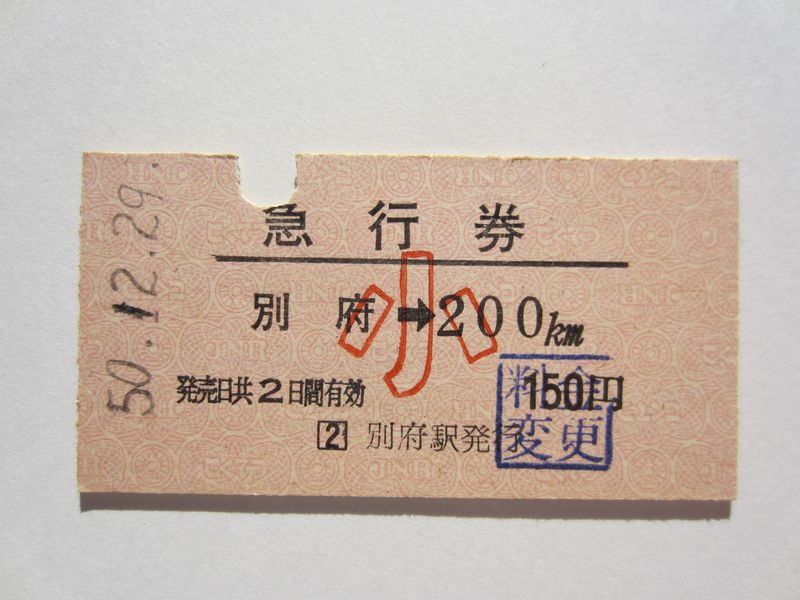 50.12.29.
急行券
別府➡200km
小
発売日共2日間有効
150円
料金
変更
2 別府駅発行